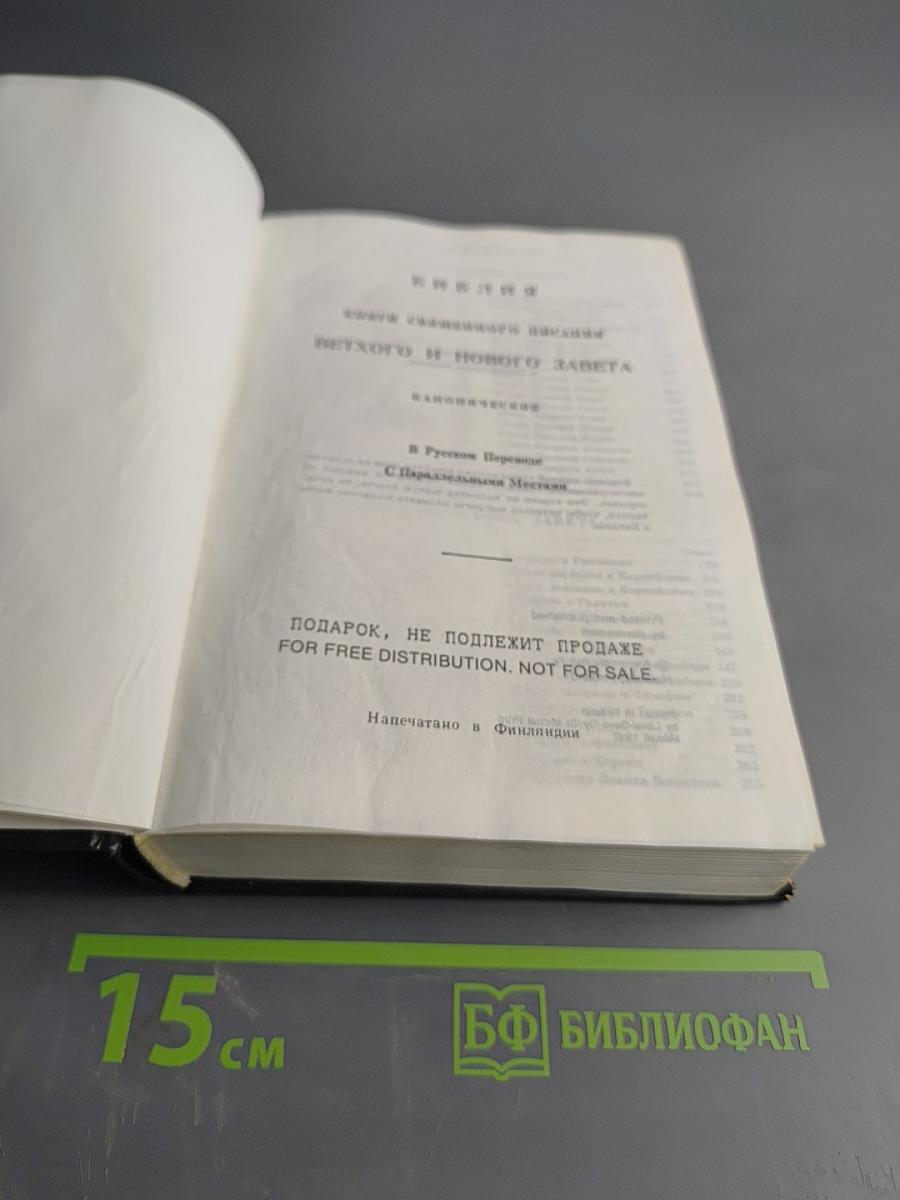 БИБЛИЯ
КНИГИ СВЯЩЕННОГО ПИСАНИЯ
ВЕТХОГО И НОВОГО ЗАВЕТА
КАНОНИЧЕСКИЕ
В Русском Переводе
С Параллельными Местами
ПОДАРОК, НЕ ПОДЛЕЖИТ ПРОДАЖЕ
FOR FREE DISTRIBUTION. NOT FOR SALE.
Напечатано в Финляндии
15 см
БФ БИБЛИОФАН